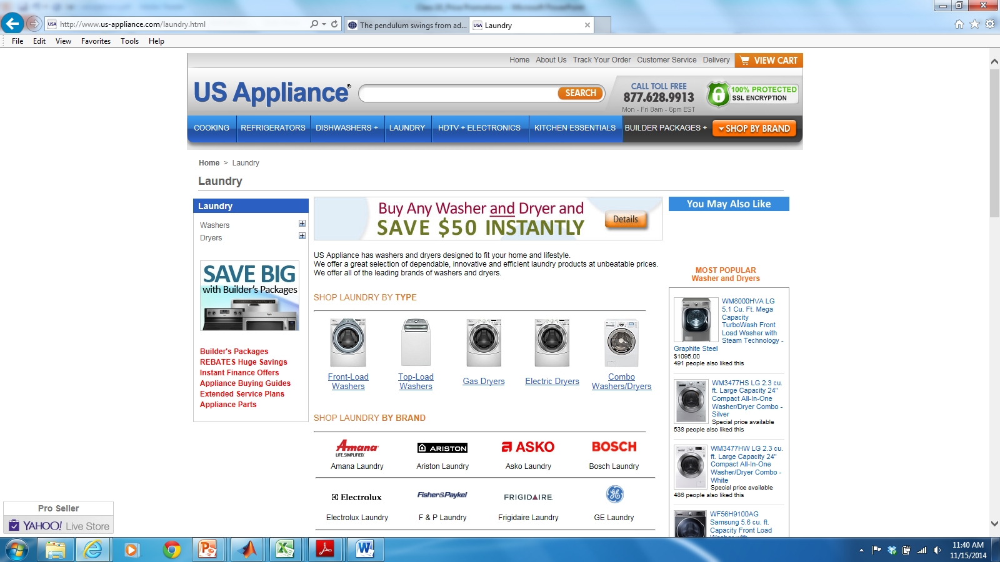 Class 10_Price Promotions - Microsoft PowerPoint
http://www.us-appliance.com/laundry.html
The pendulum swings from ad...
USA Laundry
File Edit View Favorites Tools Help
Home About Us Track Your Order Customer Service Delivery VIEW CART
US Appliance®
SEARCH
CALL TOLL FREE
877.628.9913
Mon - Fri 8am - 6pm EST
100% PROTECTED
SSL ENCRYPTION
COOKING REFRIGERATORS DISHWASHERS + LAUNDRY HDTV + ELECTRONICS KITCHEN ESSENTIALS BUILDER PACKAGES + SHOP BY BRAND
Home > Laundry
Laundry
Laundry
Washers
Dryers
SAVE BIG
with Builder's Packages
Builder's Packages
REBATES Huge Savings
Instant Finance Offers
Appliance Buying Guides
Extended Service Plans
Appliance Parts
Buy Any Washer and Dryer and
SAVE $50 INSTANTLY
Details
US Appliance has washers and dryers designed to fit your home and lifestyle.
We offer a great selection of dependable, innovative and efficient laundry products at unbeatable prices.
We offer all of the leading brands of washers and dryers.
SHOP LAUNDRY BY TYPE
Front-Load
Washers
Top-Load
Washers
Gas Dryers
Electric Dryers
Combo
Washers/Dryers
SHOP LAUNDRY BY BRAND
Amana
LIFE. SIMPLIFIED.
ARISTON
ASKO
BOSCH
Amana Laundry Ariston Laundry Asko Laundry Bosch Laundry
Electrolux
Fisher&Paykel
FRIGIDAIRE
GE
Electrolux Laundry F & P Laundry Frigidaire Laundry GE Laundry
You May Also Like
MOST POPULAR
Washer and Dryers
WM8000HVA LG
5.1 Cu. Ft. Mega
Capacity
TurboWash Front
Load Washer with
Steam Technology -
Graphite Steel
$1095.00
491 people also liked this
WM3477HS LG 2.3 cu.
ft. Large Capacity 24"
Compact All-In-One
Washer/Dryer Combo -
Silver
Special price available
538 people also liked this
WM3477HW LG 2.3 cu.
ft. Large Capacity 24"
Compact All-In-One
Washer/Dryer Combo -
White
Special price available
486 people also liked this
WF56H9100AG
Samsung 5.6 cu. ft.
Capacity Front Load
Washer with
Pro Seller
YAHOO! Live Store
11:40 AM
11/15/2014